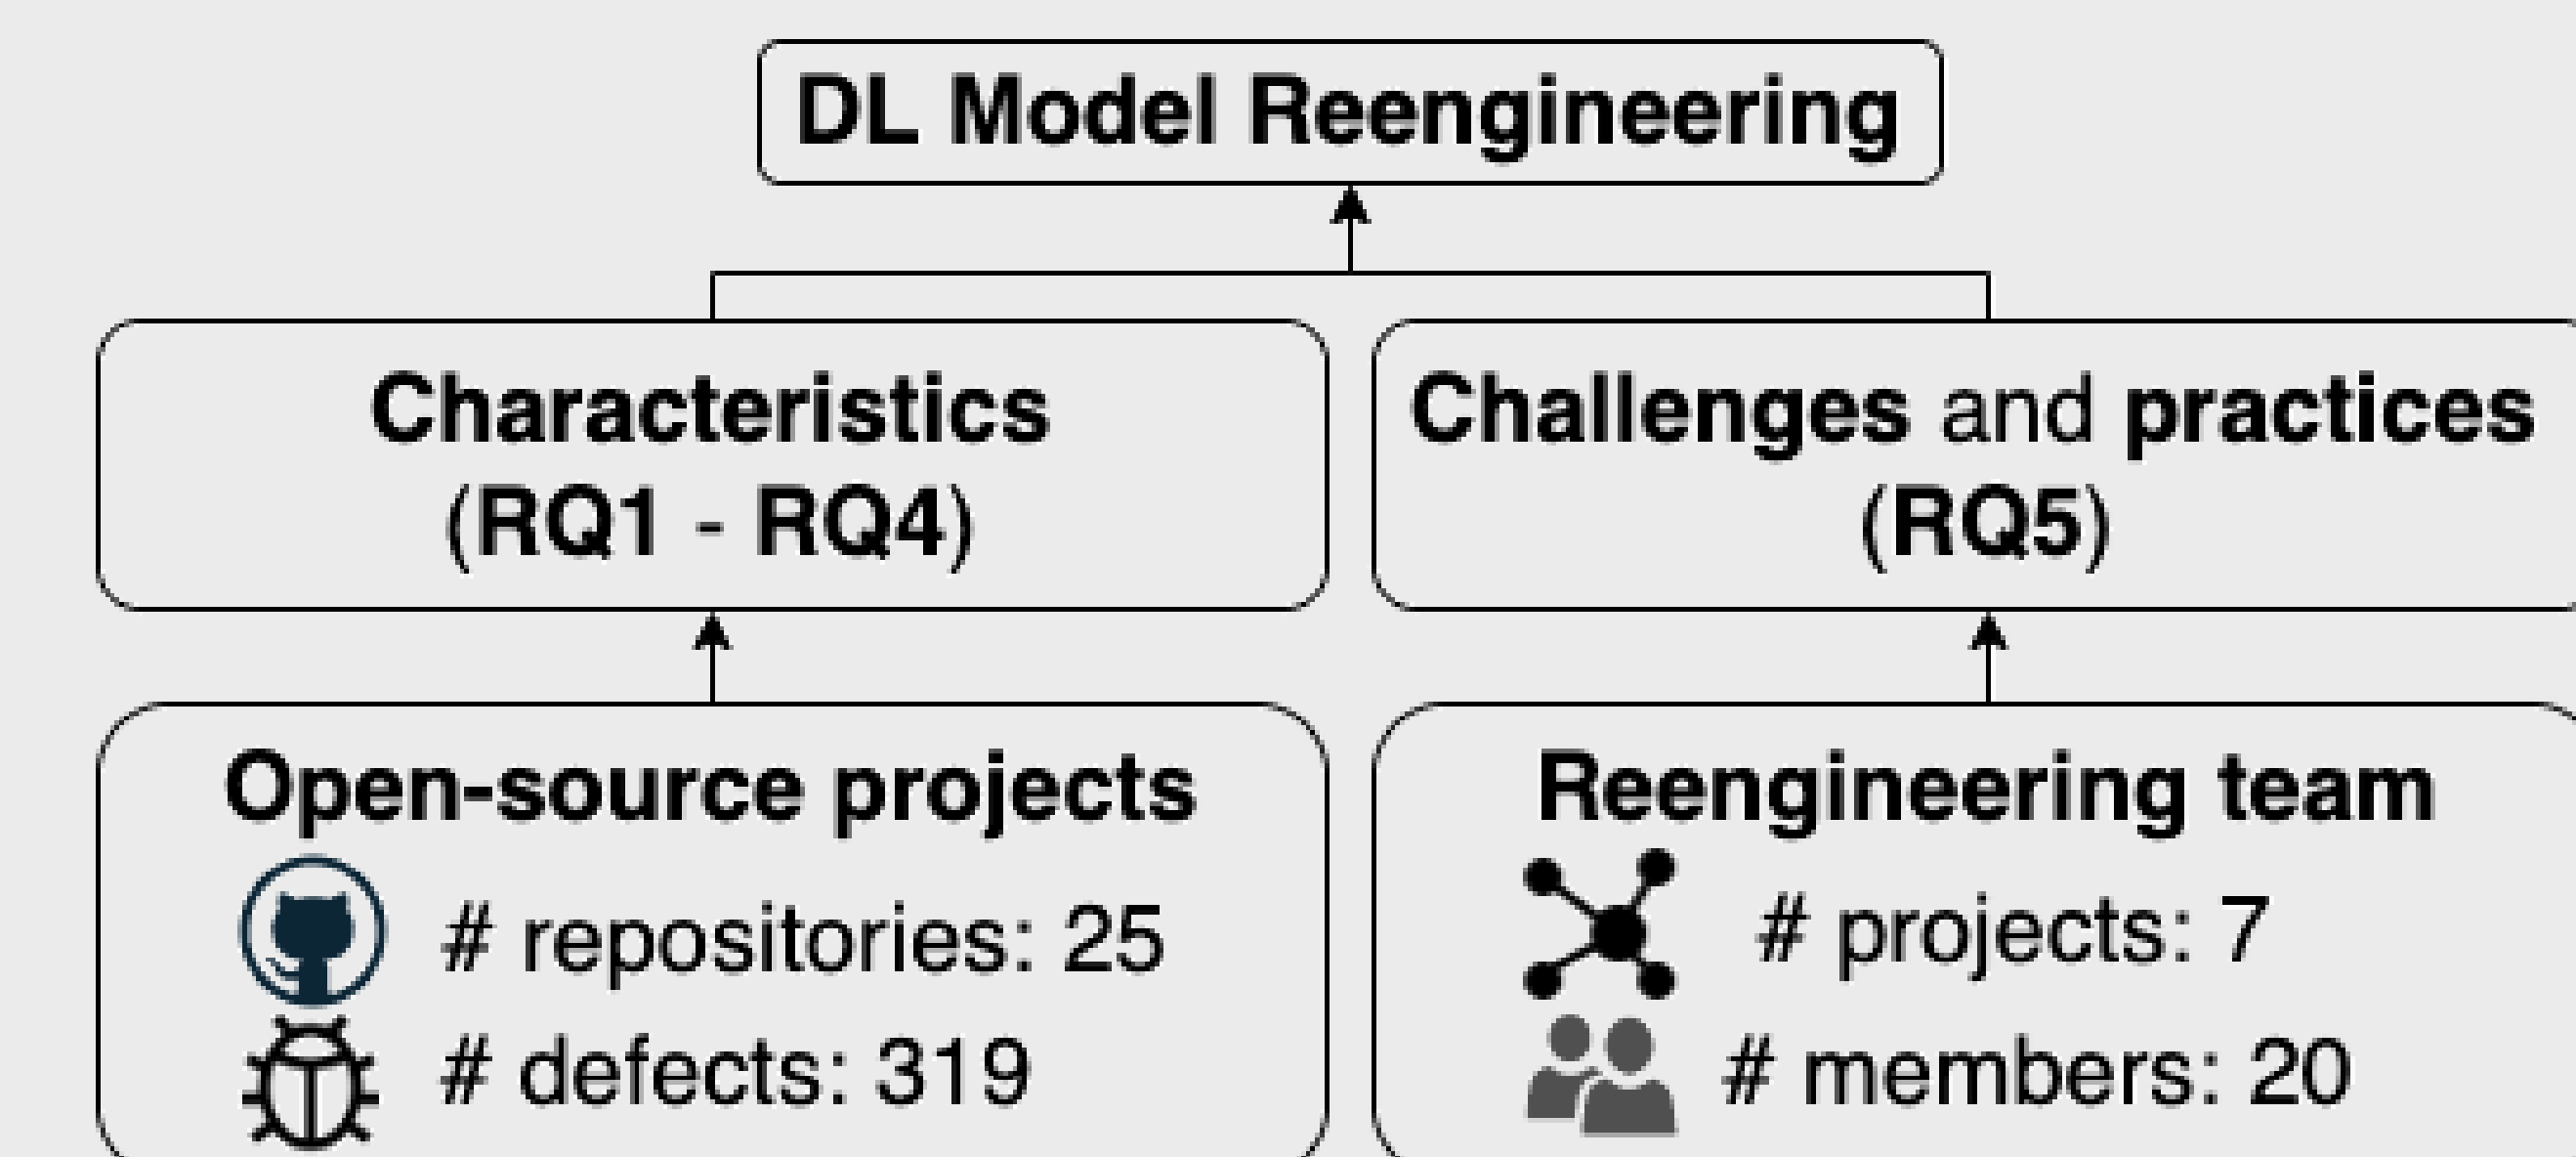 DL Model Reengineering
Characteristics
(RQ1 - RQ4)
Challenges and practices
(RQ5)
Open-source projects
# repositories: 25
# defects: 319
Reengineering team
# projects: 7
# members: 20